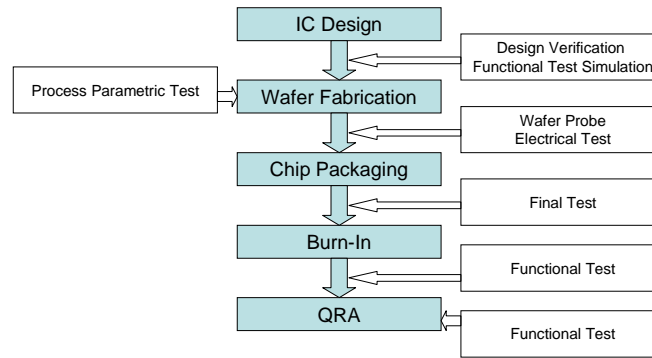 IC Design
Design Verification
Functional Test Simulation
Process Parametric Test
Wafer Fabrication
Wafer Probe
Electrical Test
Chip Packaging
Final Test
Burn-In
Functional Test
QRA
Functional Test